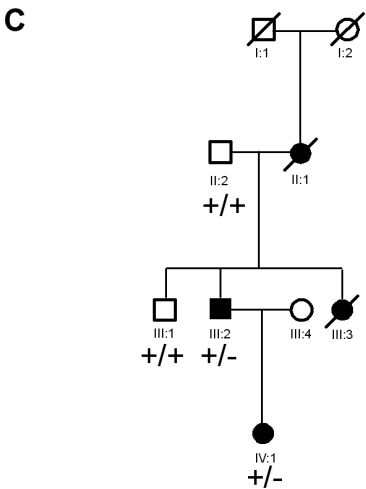 C
I:1 I:2
II:2 II:1
+/+
III:1 III:2 III:4 III:3
+/+ +/-
IV:1
+/-